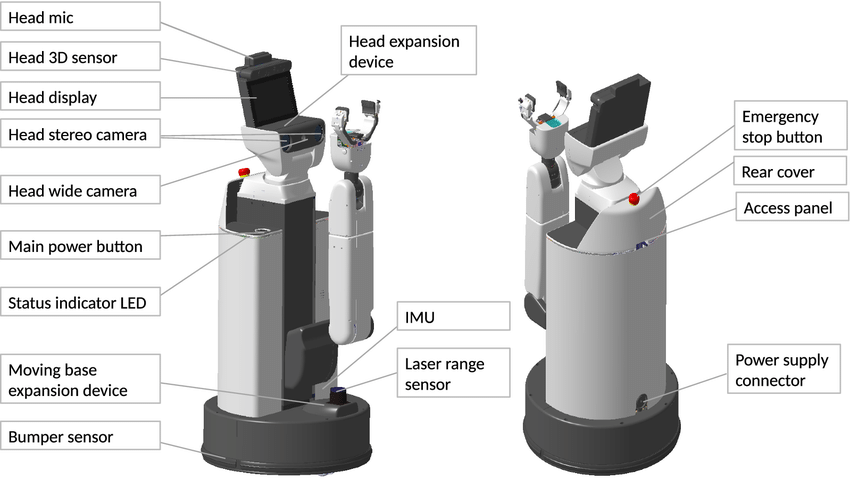 Head mic
Head 3D sensor
Head display
Head stereo camera
Head wide camera
Main power button
Status indicator LED
Moving base
expansion device
Bumper sensor
Head expansion
device
IMU
Laser range
sensor
Emergency
stop button
Rear cover
Access panel
Power supply
connector